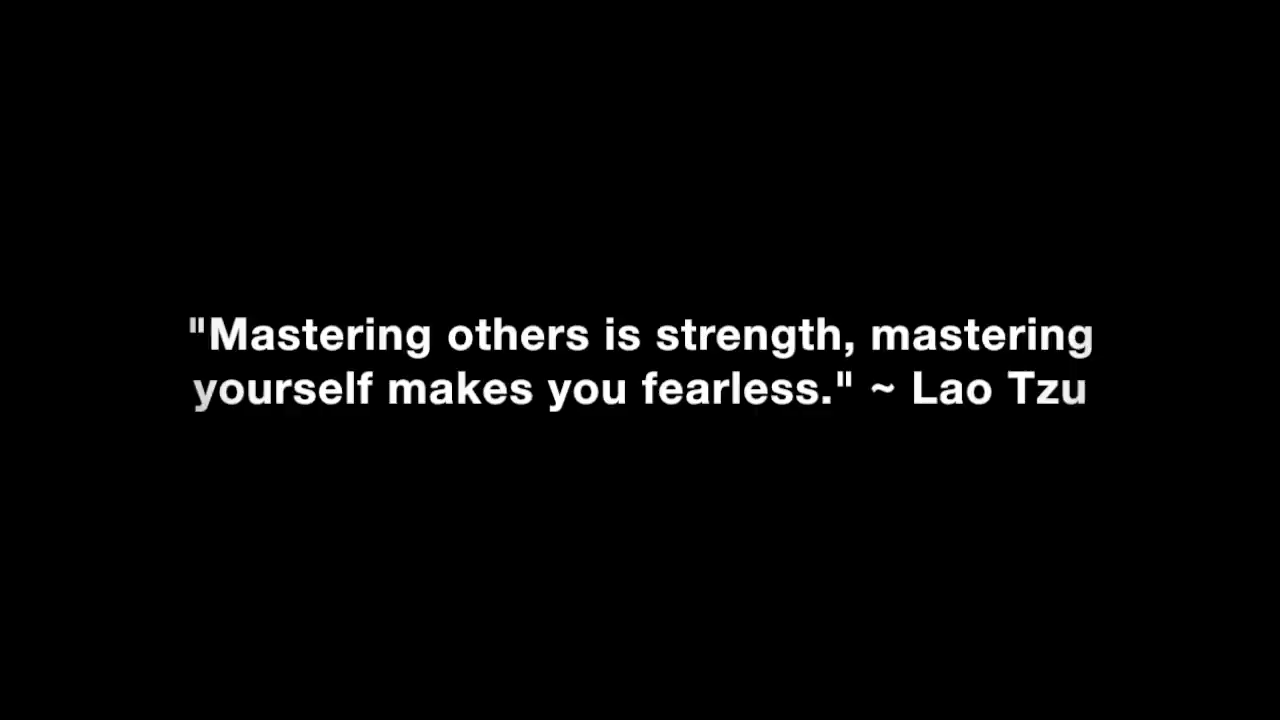 "Mastering others is strength, mastering
yourself makes you fearless." ~ Lao Tzu